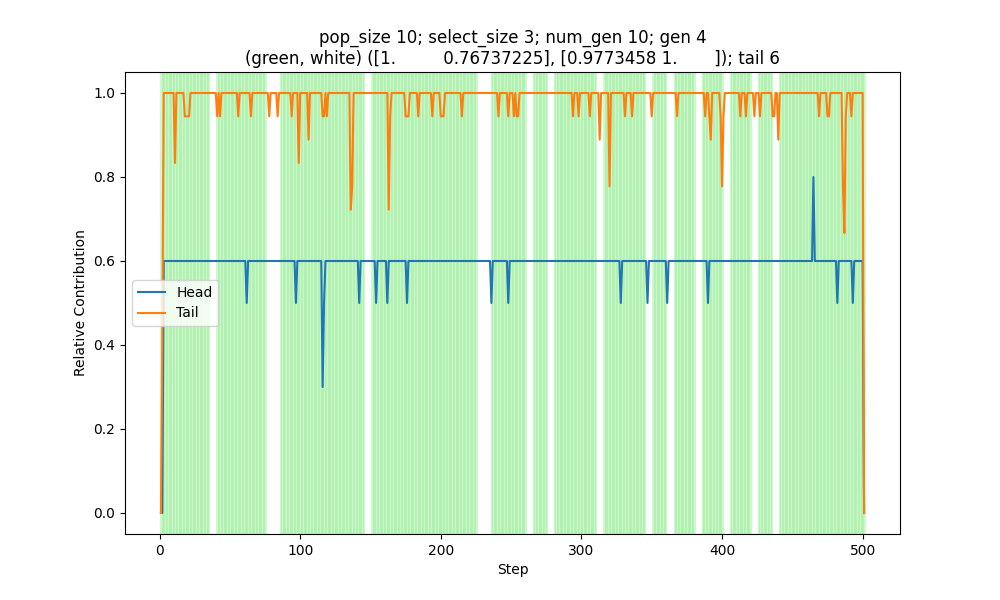 pop_size 10; select_size 3; num_gen 10; gen 4
(green, white) ([1.         0.76737225], [0.9773458 1.       ]); tail 6
1.0
0.8
0.6
0.4
0.2
0.0
Relative Contribution
Head
Tail
0
100
200
300
400
500
Step